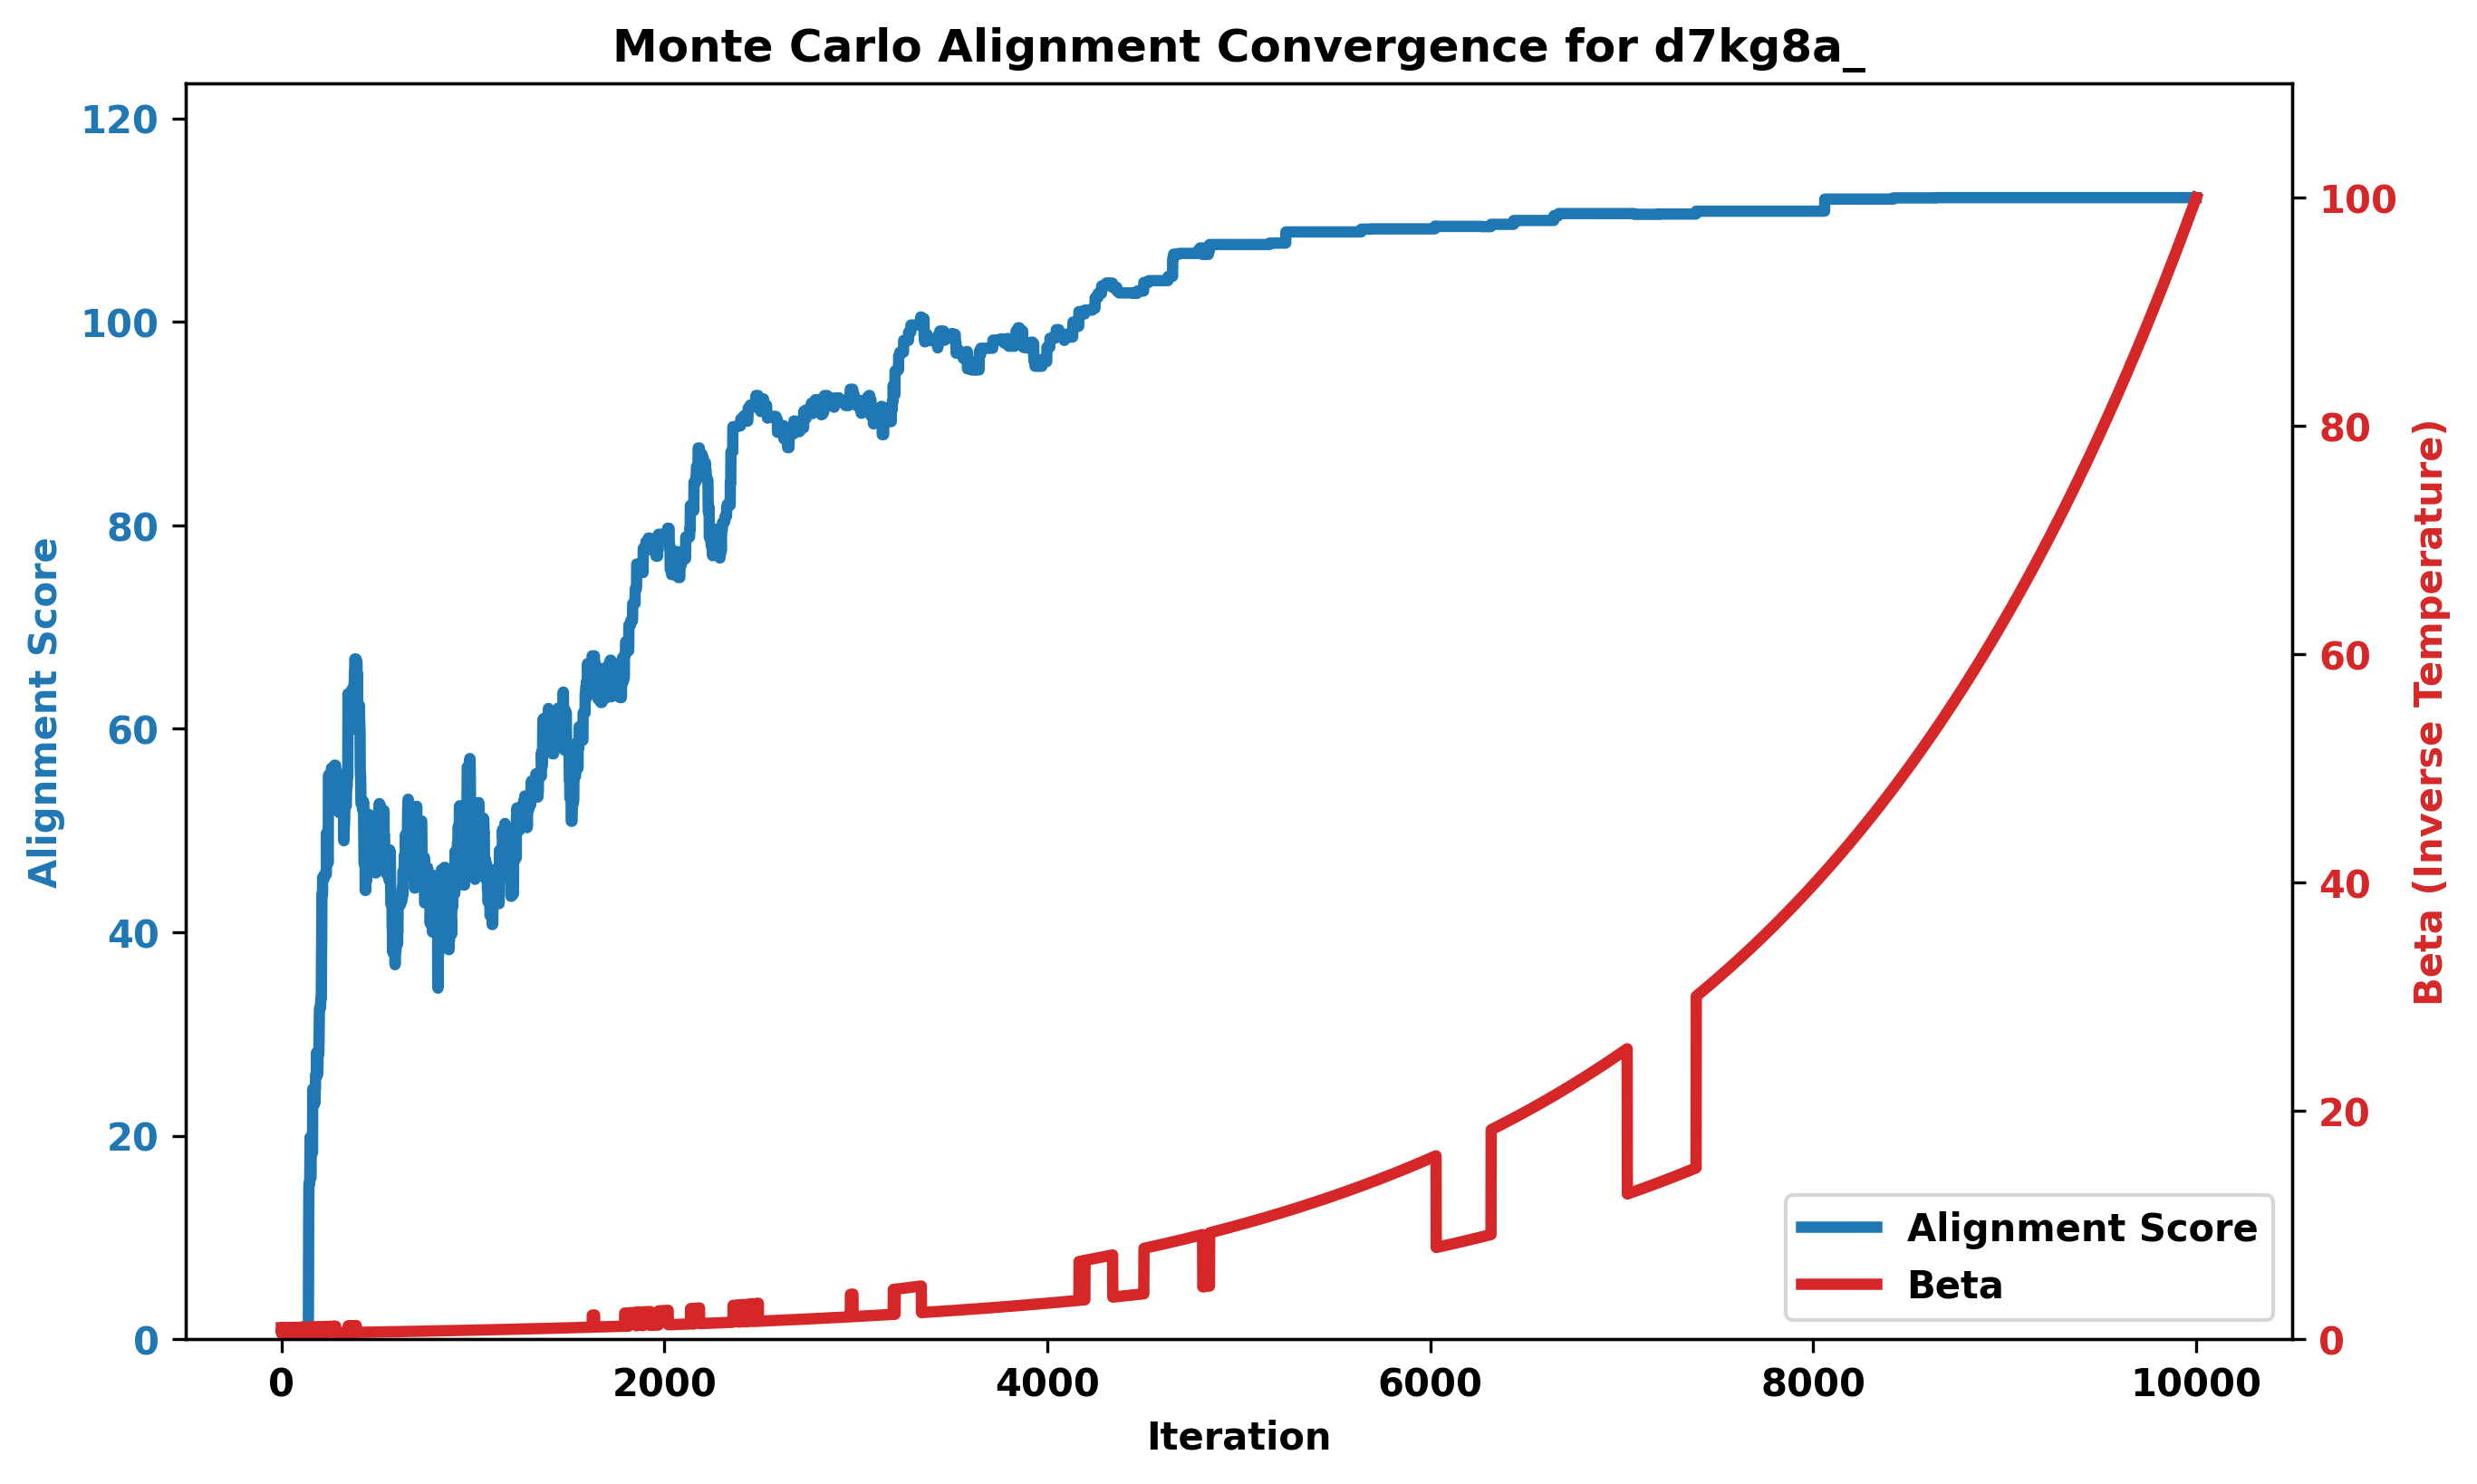 Monte Carlo Alignment Convergence for d7kg8a_
120
100
80
60
40
20
0
Alignment Score
100
80
60
40
20
0
Beta (Inverse Temperature)
Alignment Score
Beta
0 2000 4000 6000 8000 10000
Iteration